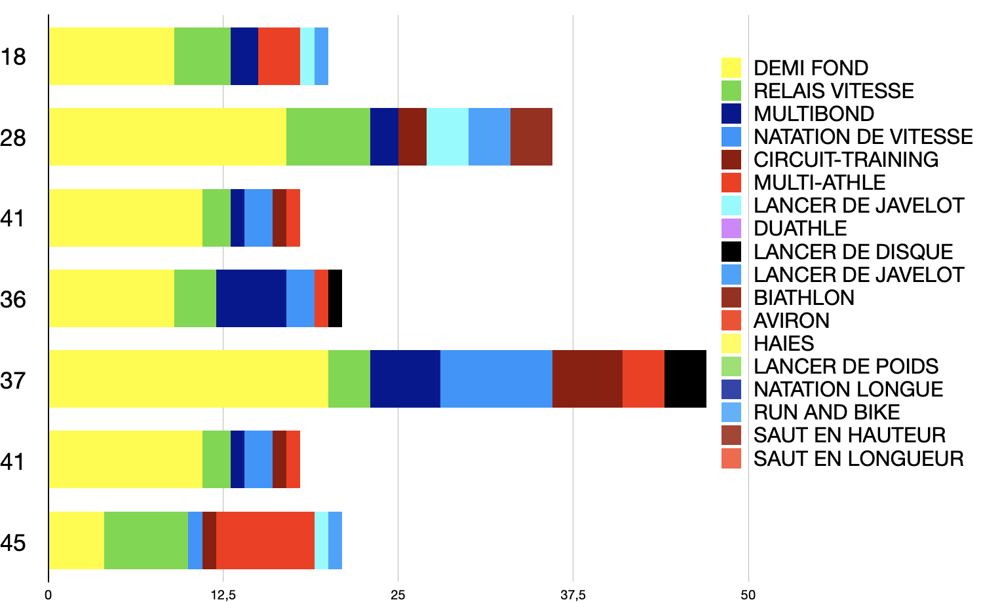 18
28
41
36
37
41
45
0
12,5
25
37,5
50
DEMI FOND
RELAIS VITESSE
MULTIBOND
NATATION DE VITESSE
CIRCUIT-TRAINING
MULTI-ATHLE
LANCER DE JAVELOT
DUATHLE
LANCER DE DISQUE
LANCER DE JAVELOT
BIATHLON
AVIRON
HAIES
LANCER DE POIDS
NATATION LONGUE
RUN AND BIKE
SAUT EN HAUTEUR
SAUT EN LONGUEUR